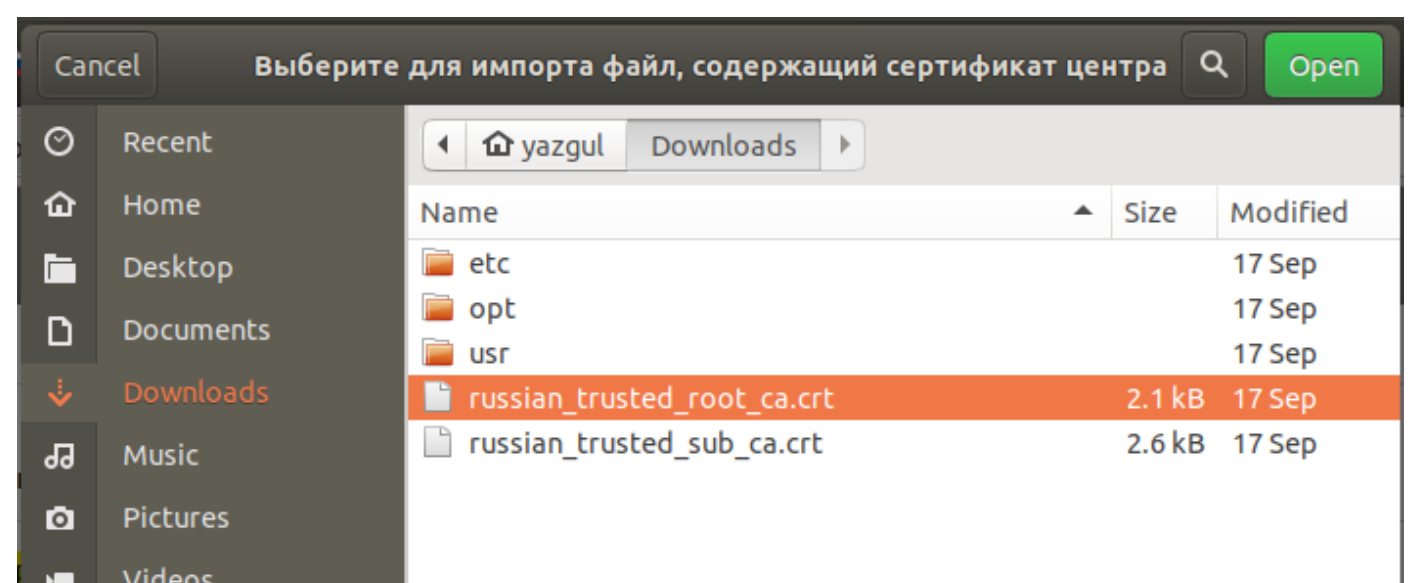 Cancel Выберите для импорта файл, содержащий сертификат центра Open
Recent
Home
Desktop
Documents
Downloads
Music
Pictures
Videos
yazgul Downloads
Name Size Modified
etc 17 Sep
opt 17 Sep
usr 17 Sep
russian_trusted_root_ca.crt 2.1 kB 17 Sep
russian_trusted_sub_ca.crt 2.6 kB 17 Sep